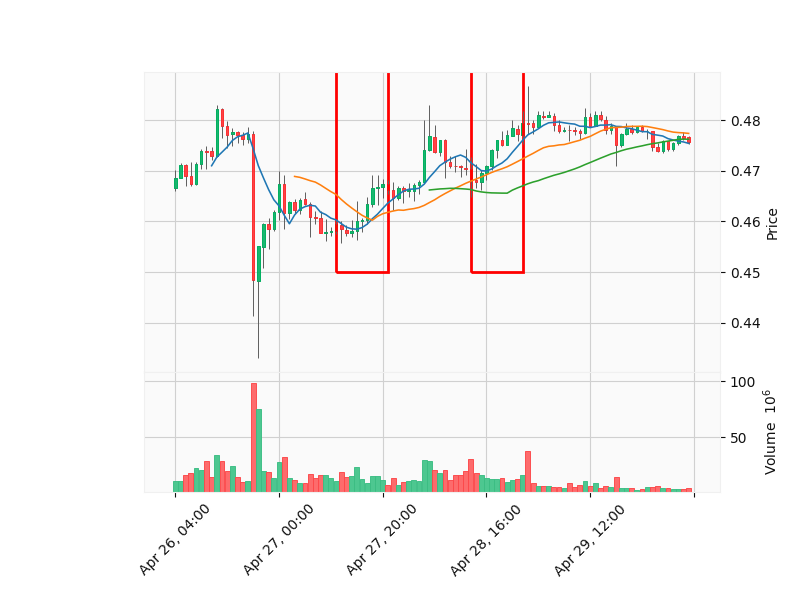 0.48
0.47
0.46
0.45
0.44
Price
100
50
Volume 10^6
Apr 26, 04:00
Apr 27, 00:00
Apr 27, 20:00
Apr 28, 16:00
Apr 29, 12:00